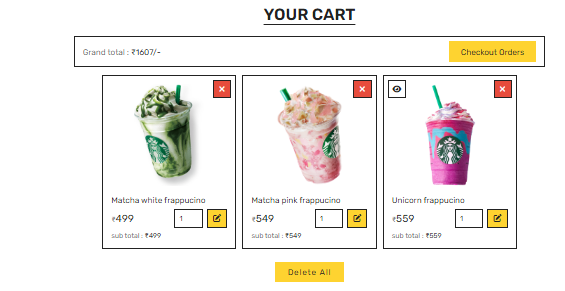 YOUR CART
Grand total : ₹1607/-
Checkout Orders
Matcha white frappucino
₹499
1
sub total : ₹499
Matcha pink frappucino
₹549
1
sub total : ₹549
Unicorn frappucino
₹559
1
sub total : ₹559
Delete All